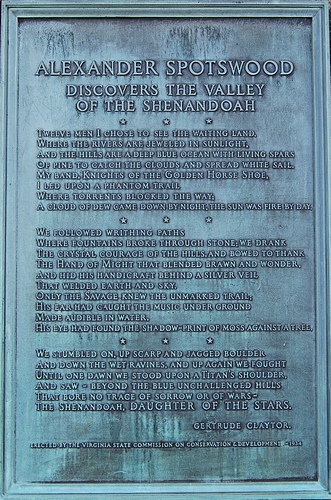 ALEXANDER SPOTSWOOD
DISCOVERS THE VALLEY
OF THE SHENANDOAH
* * *
TWELVE MEN I CHOSE TO SEE THE WAITING LAND,
WHERE THE RIVERS ARE JEWELED IN SUNLIGHT,
AND THE HILLS ARE A DEEP BLUE OCEAN WITH LIVING SPARS
OF PINE TO CATCH THE CLOUDS AND SPREAD WHITE SAIL.
MY BAND, KNIGHTS OF THE GOLDEN HORSE SHOE,
I LED UPON A PHANTOM TRAIL
WHERE TORRENTS BLOCKED THE WAY;
A CLOUD OF DEW CAME DOWN BY NIGHT, THE SUN WAS FIRE BY DAY.
* * *
WE FOLLOWED WRITHING PATHS
WHERE FOUNTAINS BROKE THROUGH STONE; WE DRANK
THE CRYSTAL COURAGE OF THE HILLS, AND BOWED TO THANK
THE HAND OF MIGHT THAT BLENDED BRAWN AND WONDER,
AND HID HIS HANDICRAFT BEHIND A SILVER VEIL
THAT WELDED EARTH AND SKY.
ONLY THE SAVAGE KNEW THE UNMARKED TRAIL,
HIS EAR HAD CAUGHT THE MUSIC UNDERGROUND
MADE AUDIBLE IN WATER,
HIS EYE HAD FOUND THE SHADOW-PRINT OF MOSS AGAINST A TREE.
* * *
WE STUMBLED ON, UP SCARP AND JAGGED BOULDER
AND DOWN THE WET RAVINES, AND UP AGAIN WE FOUGHT
UNTIL ONE DAWN WE STOOD UPON A TITAN'S SHOULDER,
AND SAW - BEYOND THE BLUE UNCHALLENGED HILLS
THAT BORE NO TRACE OF SORROW OR OF WARS-
THE SHENANDOAH, DAUGHTER OF THE STARS.
GERTRUDE CLAYTOR.
ERECTED BY THE VIRGINIA STATE COMMISSION ON CONSERVATION & DEVELOPMENT -1934